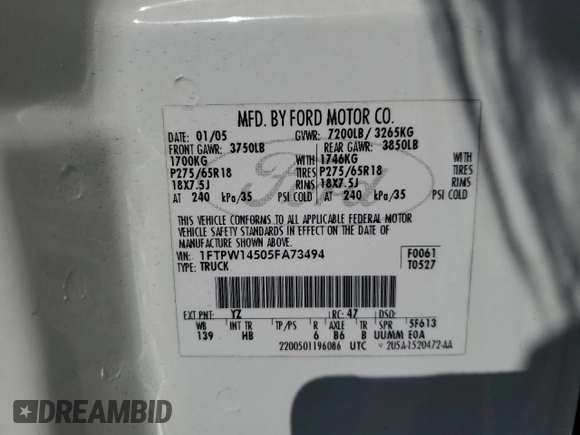 MFD. BY FORD MOTOR CO.
DATE: 01/05 GVWR: 7200LB/ 3265KG
FRONT GAWR: 3750LB REAR GAWR: 3850LB
1700KG WITH 1746KG WITH
P275/65R18 TIRES P275/65R18 TIRES
18X7.5J RIMS 18X7.5J RIMS
AT 240 kPa/35 PSI COLD AT 240 kPa/35 PSI COLD
Ford
THIS VEHICLE CONFORMS TO ALL APPLICABLE FEDERAL MOTOR
VEHICLE SAFETY STANDARDS IN EFFECT ON THE DATE OF
MANUFACTURE SHOWN ABOVE.
VIN: 1FTPW14505FA73494 F0061
TYPE: TRUCK T0527
EXT PNT: YZ RC: 47 DSO:
WB INT TR TP/PS R AXLE TR SPR 5F613
139 HB 6 B6 B UUMM E0A
2200501196086 UTC 2U5A-1520472-AA
DREAMBID